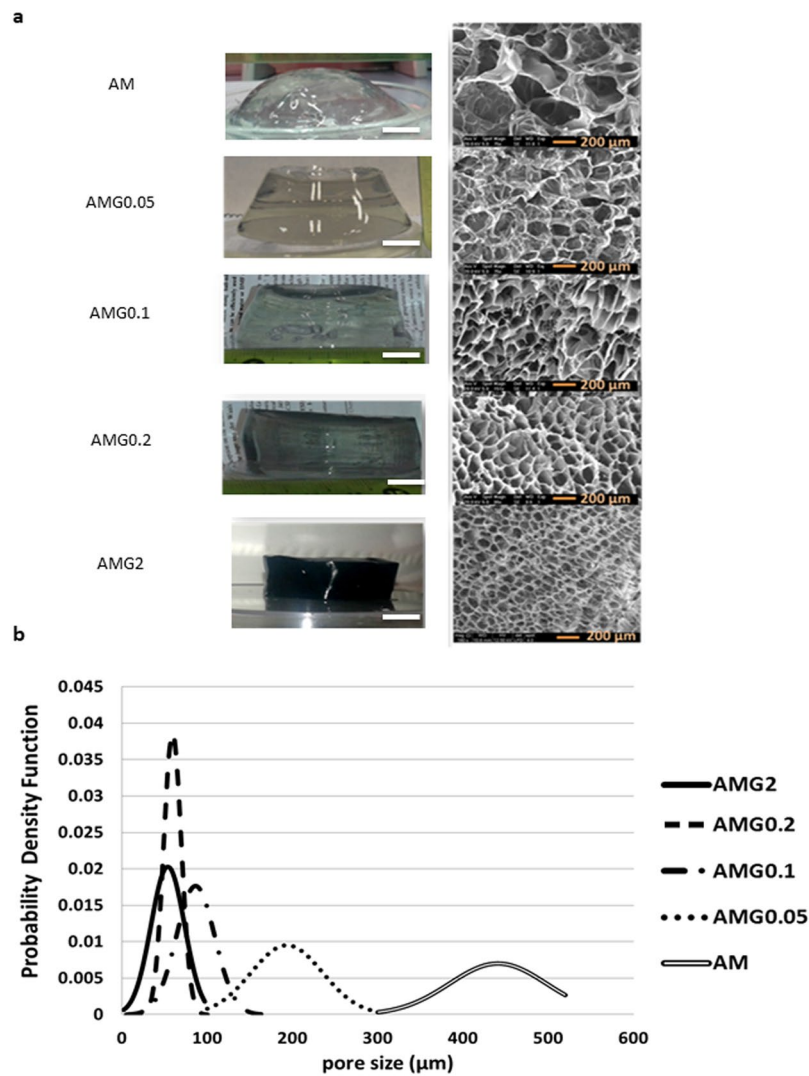 a
AM
200 µm
AMG0.05
200 µm
AMG0.1
200 µm
AMG0.2
200 µm
AMG2
200 µm
b
Probability Density Function
0.045
0.04
0.035
0.03
0.025
0.02
0.015
0.01
0.005
0
0
100
200
300
400
500
600
pore size (µm)
AMG2
AMG0.2
AMG0.1
AMG0.05
AM